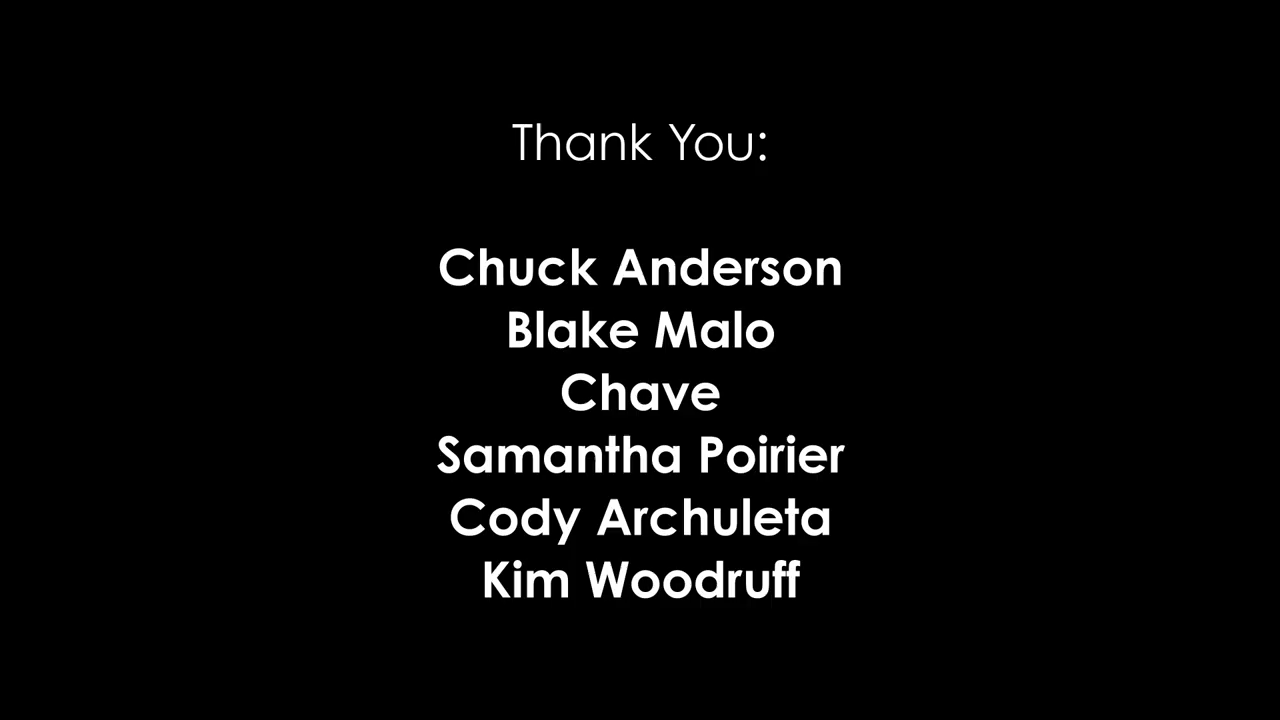 Thank You:
Chuck Anderson
Blake Malo
Chave
Samantha Poirier
Cody Archuleta
Kim Woodruff